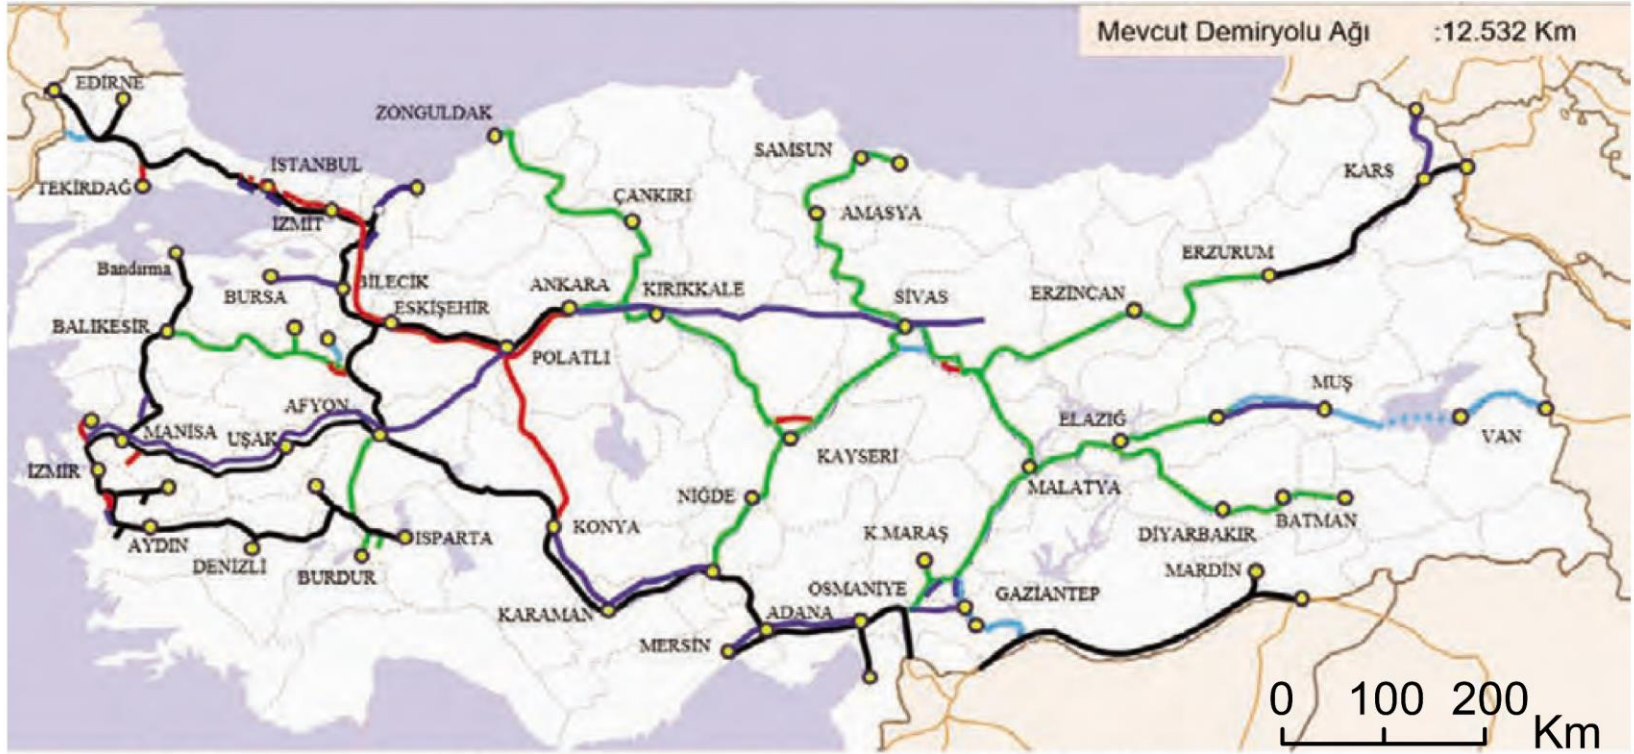 Mevcut Demiryolu Ağı :12.532 Km
EDİRNE
ZONGULDAK
SAMSUN
İSTANBUL
KARS
TEKİRDAĞ
ÇANKIRI
AMASYA
İZMİT
ERZURUM
Bandırma
BİLECİK
BURSA
ANKARA
KIRIKKALE
SİVAS
ERZİNCAN
ESKİŞEHİR
BALIKESİR
POLATLI
MUŞ
AFYON
ELAZIĞ
MANİSA
UŞAK
VAN
KAYSERİ
İZMİR
MALATYA
NİĞDE
KONYA
K.MARAŞ
BATMAN
DİYARBAKIR
ISPARTA
AYDIN
DENİZLİ
BURDUR
MARDİN
OSMANİYE
GAZİANTEP
KARAMAN
ADANA
MERSİN
0 100 200
Km